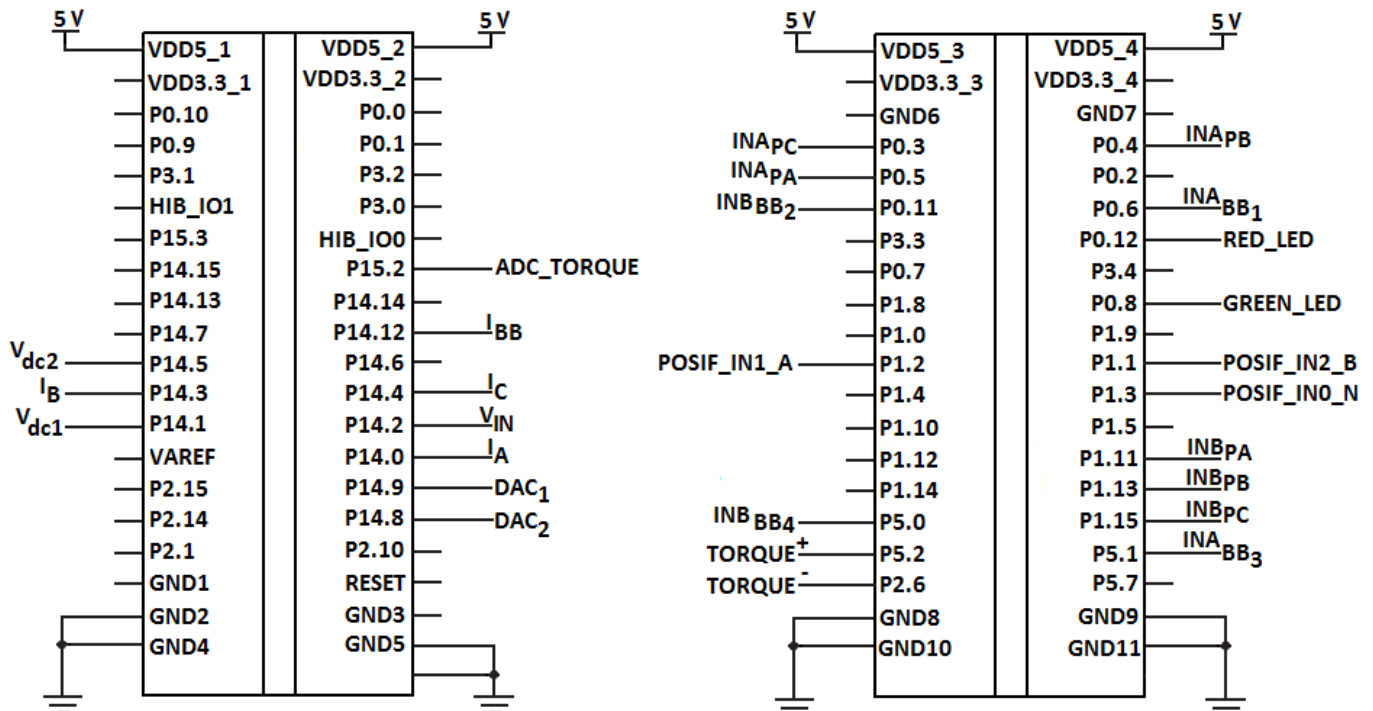 5 V 5 V 5 V 5 V
VDD5_1 VDD5_2 VDD5_3 VDD5_4
VDD3.3_1 VDD3.3_2 VDD3.3_3 VDD3.3_4
P0.10 P0.0 GND6 GND7
P0.9 P0.1 INAPC P0.3 P0.4 INAPB
P3.1 P3.2 INAPA P0.5 P0.2
HIB_IO1 P3.0 INBBB2 P0.11 P0.6 INABB1
P15.3 HIB_IO0 P3.3 P0.12 RED_LED
P14.15 P15.2 ADC_TORQUE P0.7 P3.4
P14.13 P14.14 P1.8 P0.8 GREEN_LED
P14.7 P14.12 IBB P1.0 P1.9
Vdc2 P14.5 P14.6 POSIF_IN1_A P1.2 P1.1 POSIF_IN2_B
IB P14.3 P14.4 IC P1.4 P1.3 POSIF_IN0_N
Vdc1 P14.1 P14.2 VIN P1.10 P1.5
VAREF P14.0 IA P1.12 P1.11 INBPA
P2.15 P14.9 DAC1 P1.14 P1.13 INBPB
P2.14 P14.8 DAC2 INBBB4 P5.0 P1.15 INBPC
P2.1 P2.10 TORQUE+ P5.2 P5.1 INABB3
GND1 RESET TORQUE- P2.6 P5.7
GND2 GND3 GND8 GND9
GND4 GND5 GND10 GND11